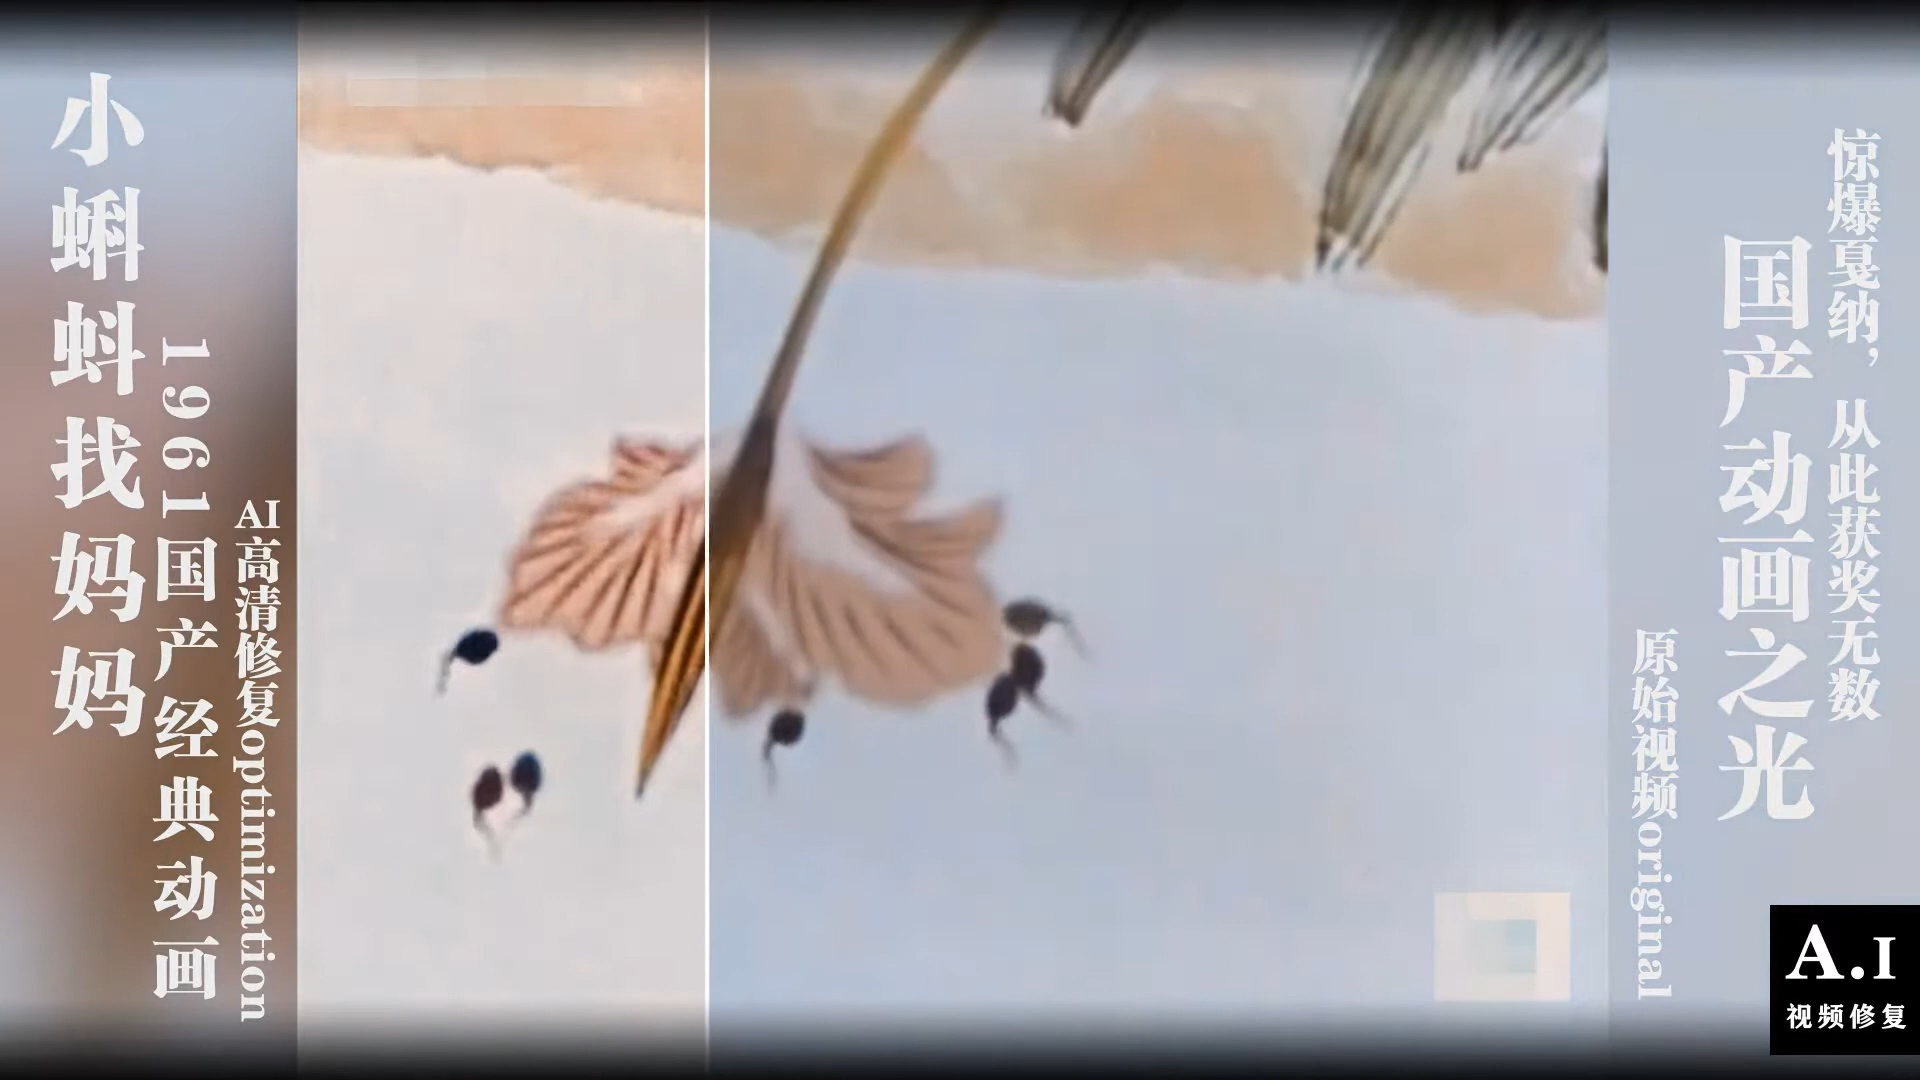 小蝌蚪找妈妈
1961国产经典动画
AI高清修复optimization
惊爆戛纳，从此获奖无数
国产动画之光
原始视频original
A.I
视频修复